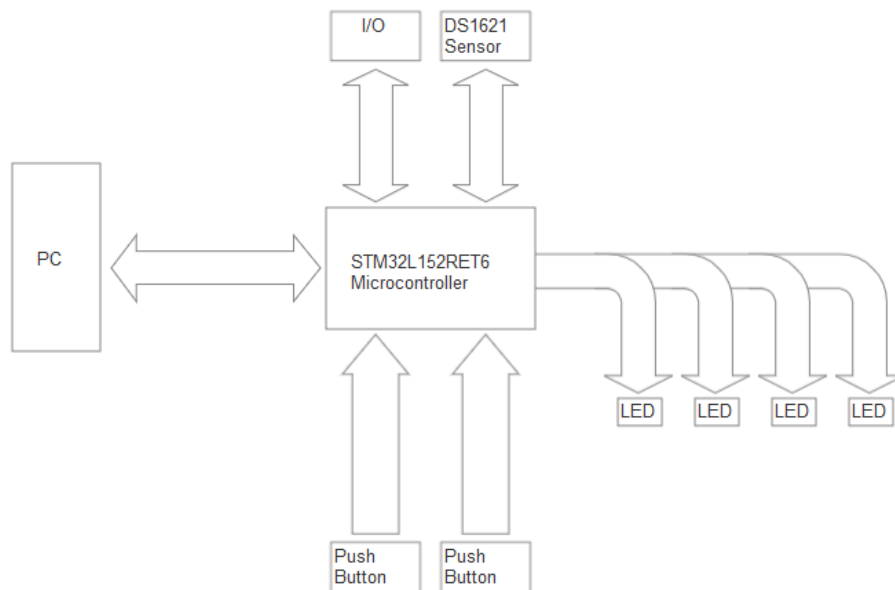 I/O
DS1621
Sensor
PC
STM32L152RET6
Microcontroller
LED
LED
LED
LED
Push
Button
Push
Button